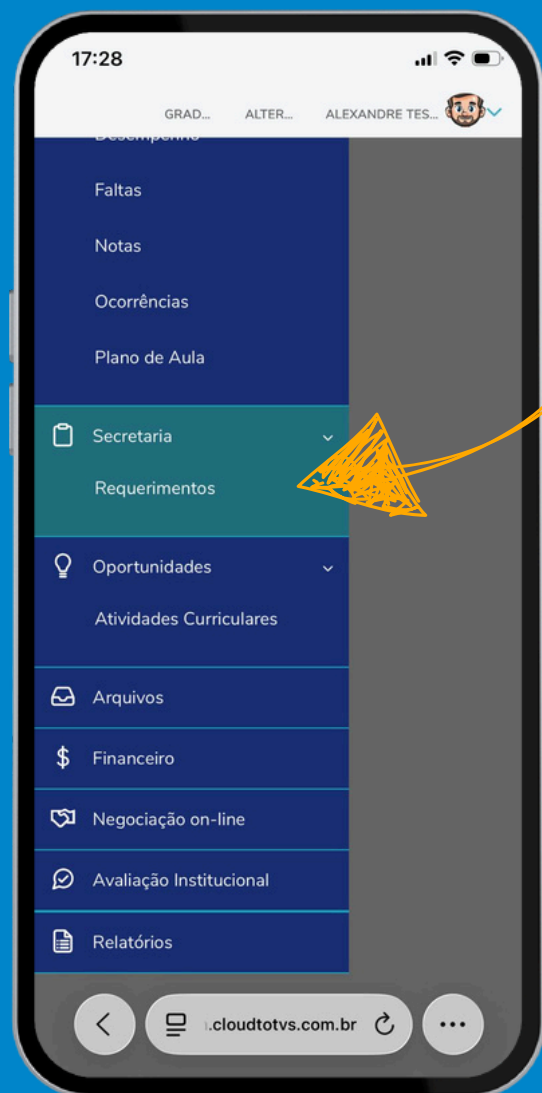 17:28
GRAD... ALTER... ALEXANDRE TES...
Desempenho
Faltas
Notas
Ocorrências
Plano de Aula
Secretaria
Requerimentos
Oportunidades
Atividades Curriculares
Arquivos
$ Financeiro
Negociação on-line
Avaliação Institucional
Relatórios
.cloudtotvs.com.br